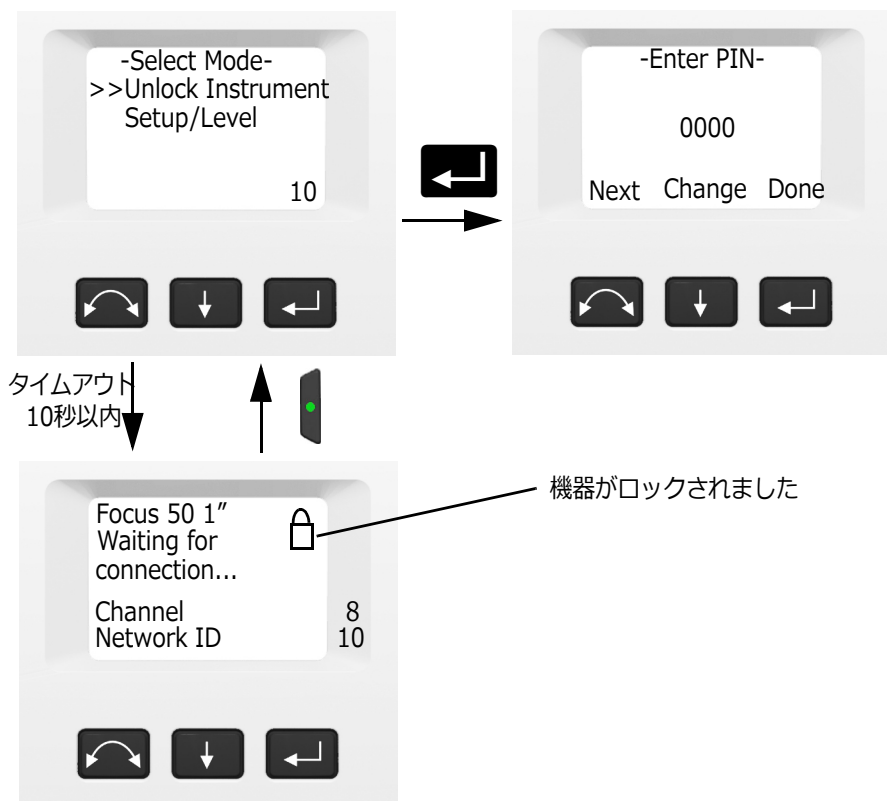 -Select Mode-
>>Unlock Instrument
Setup/Level
10
-Enter PIN-
0000
Next Change Done
タイムアウト
10秒以内
機器がロックされました
Focus 50 1”
Waiting for
connection...
Channel 8
Network ID 10